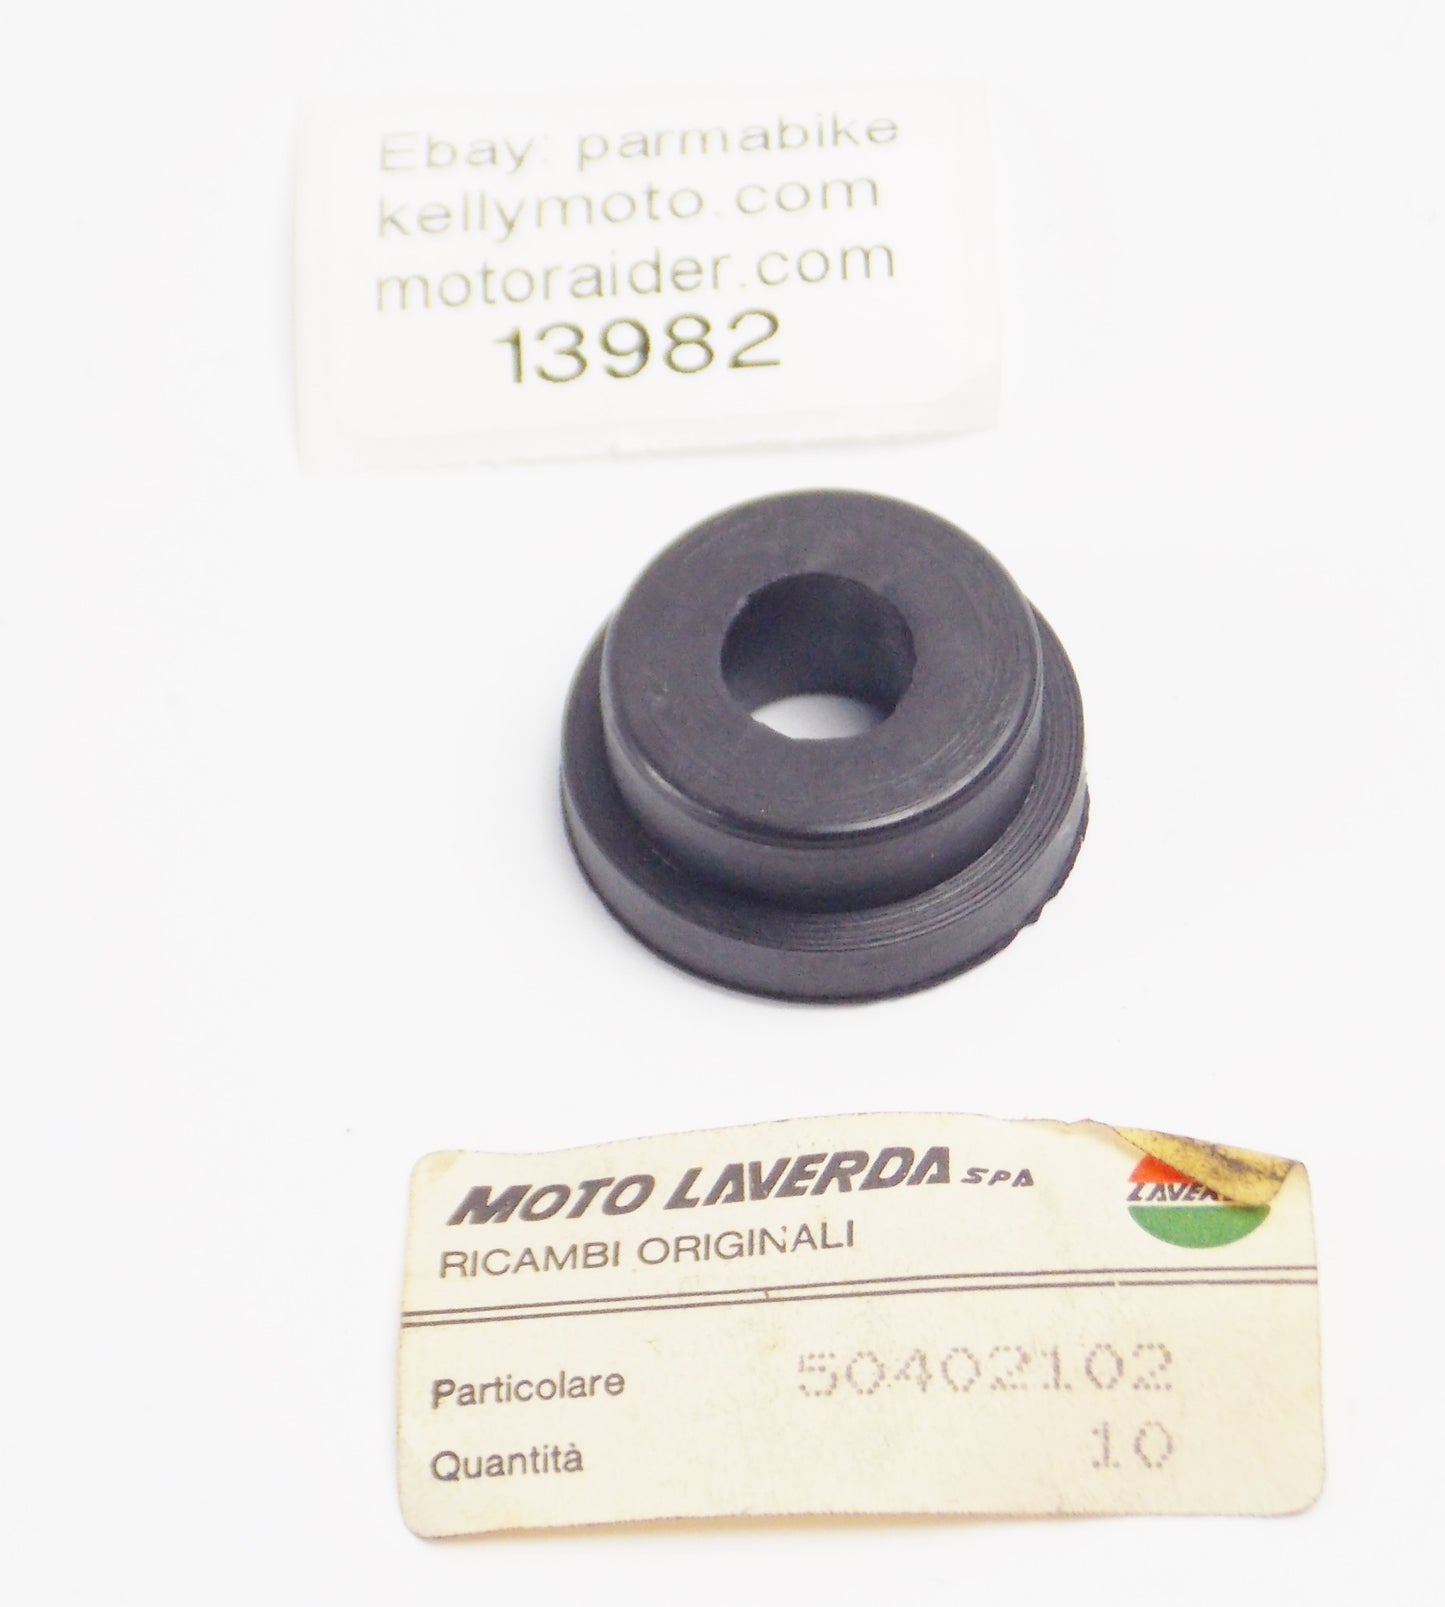 Ebay: parmabike
kellymoto.com
motoraider.com
13982
MOTO LAVERDA SPA
RICAMBI ORIGINALI
Particolare 50402102
Quantità 10